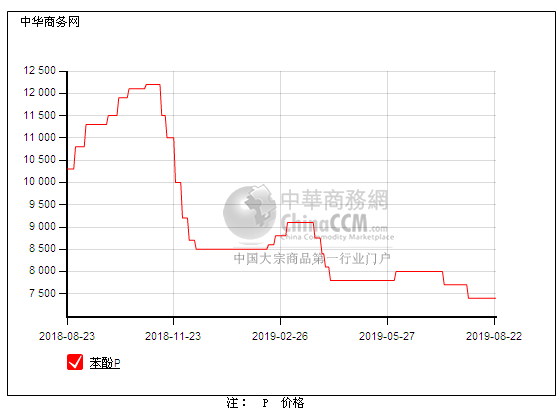 中华商务网
12 500
12 000
11 500
11 000
10 500
10 000
9 500
9 000
8 500
8 000
7 500
中華商務網
ChinaCCM.com
China Commodity Marketplace
中国大宗商品第一行业门户
2018-08-23 2018-11-23 2019-02-26 2019-05-27 2019-08-22
苯酚P
注： P 价格